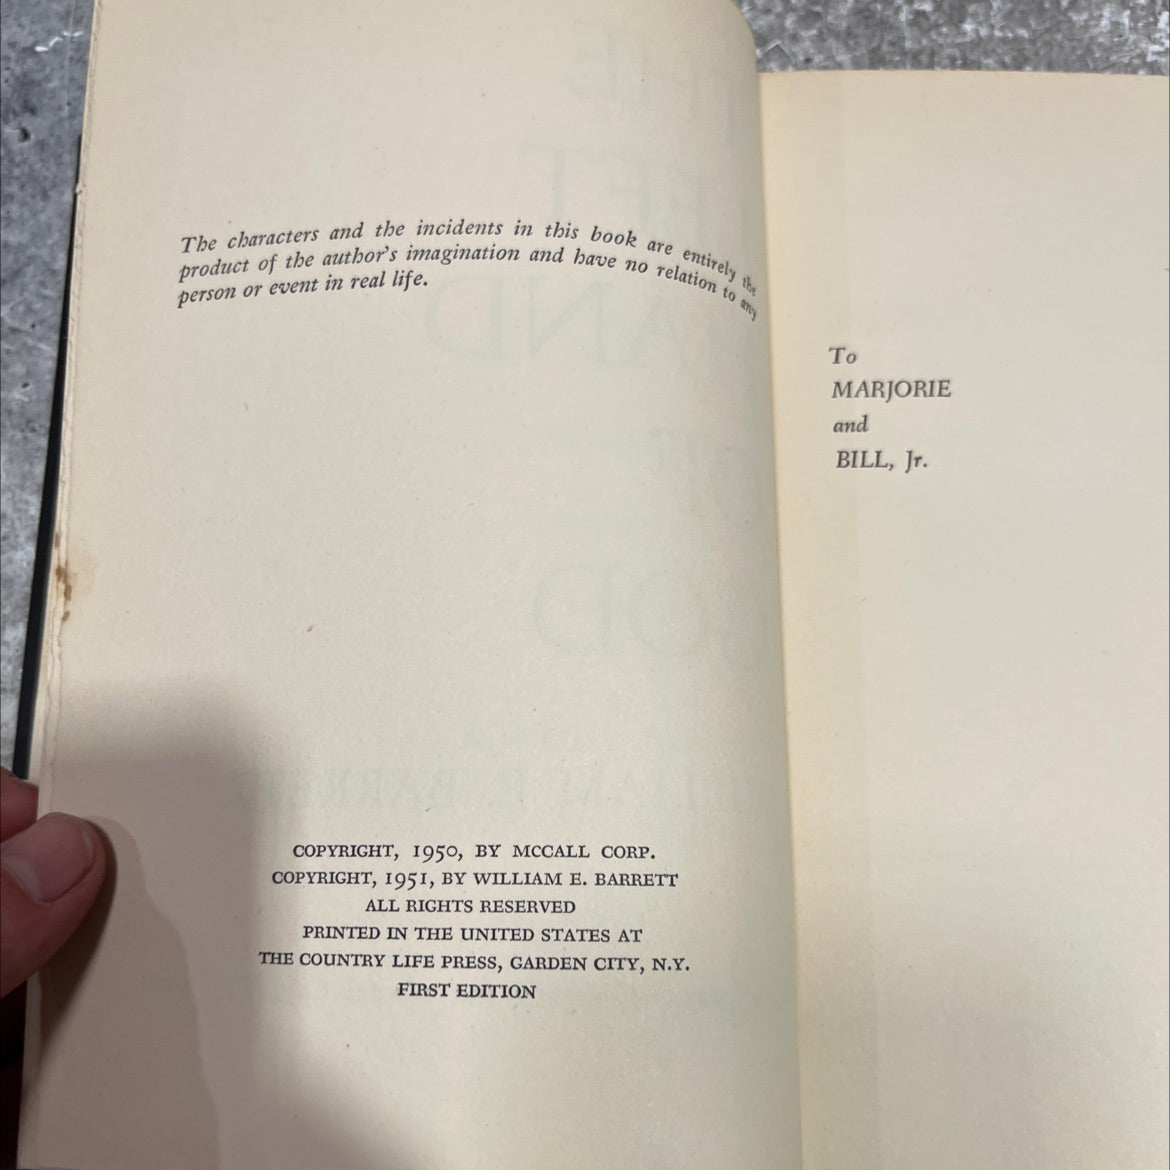 The characters and the incidents in this book are entirely the
product of the author's imagination and have no relation to any
person or event in real life.
COPYRIGHT, 1950, BY MCCALL CORP.
COPYRIGHT, 1951, BY WILLIAM E. BARRETT
ALL RIGHTS RESERVED
PRINTED IN THE UNITED STATES AT
THE COUNTRY LIFE PRESS, GARDEN CITY, N.Y.
FIRST EDITION
To
MARJORIE
and
BILL, Jr.